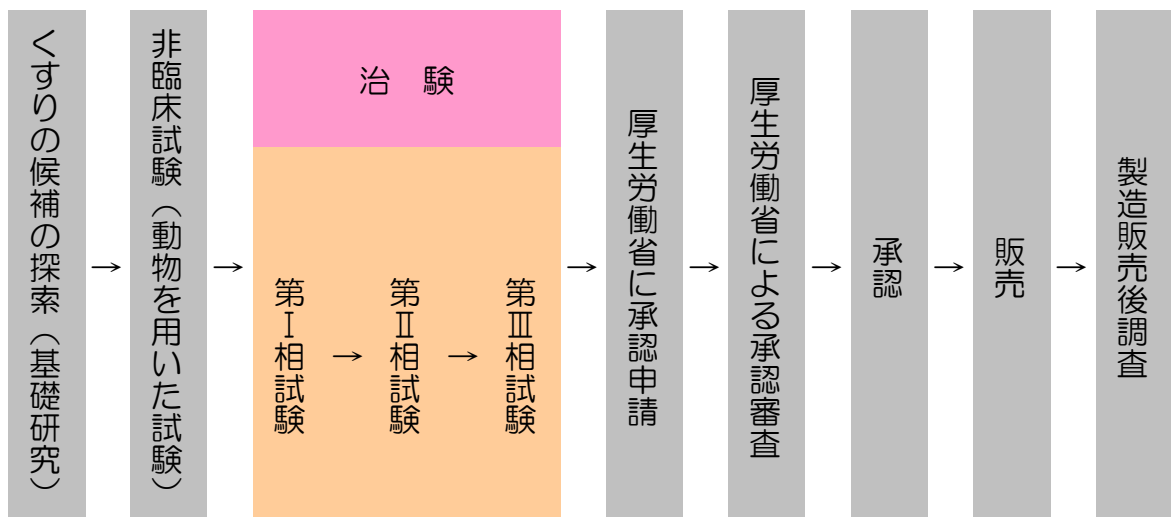 くすりの候補の探索（基礎研究）
→
非臨床試験（動物を用いた試験）
→
治　験
第Ⅰ相試験
→
第Ⅱ相試験
→
第Ⅲ相試験
→
厚生労働省に承認申請
→
厚生労働省による承認審査
→
承認
→
販売
→
製造販売後調査